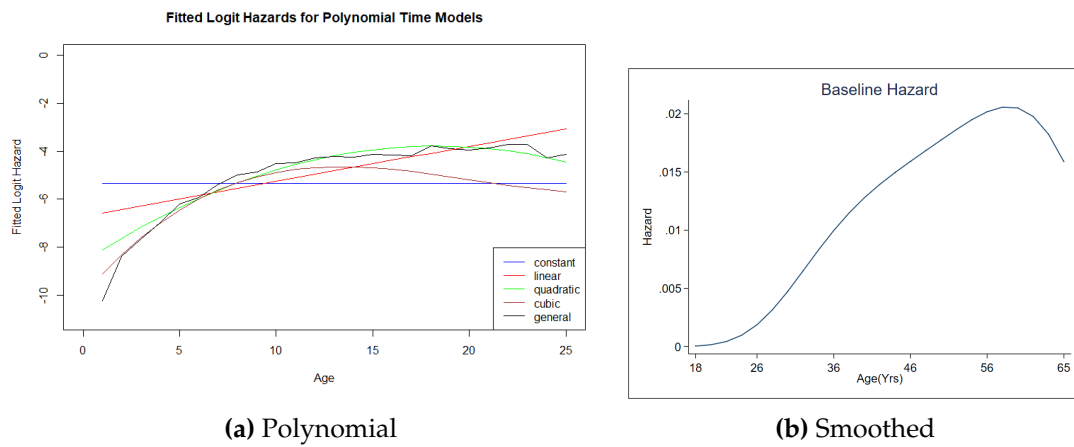 Fitted Logit Hazards for Polynomial Time Models
0
-2
-4
-6
-8
-10
Fitted Logit Hazard
constant
linear
quadratic
cubic
general
0 5 10 15 20 25
Age
(a) Polynomial
Baseline Hazard
.02
.015
.01
.005
0
Hazard
18 26 36 46 56 65
Age(Yrs)
(b) Smoothed